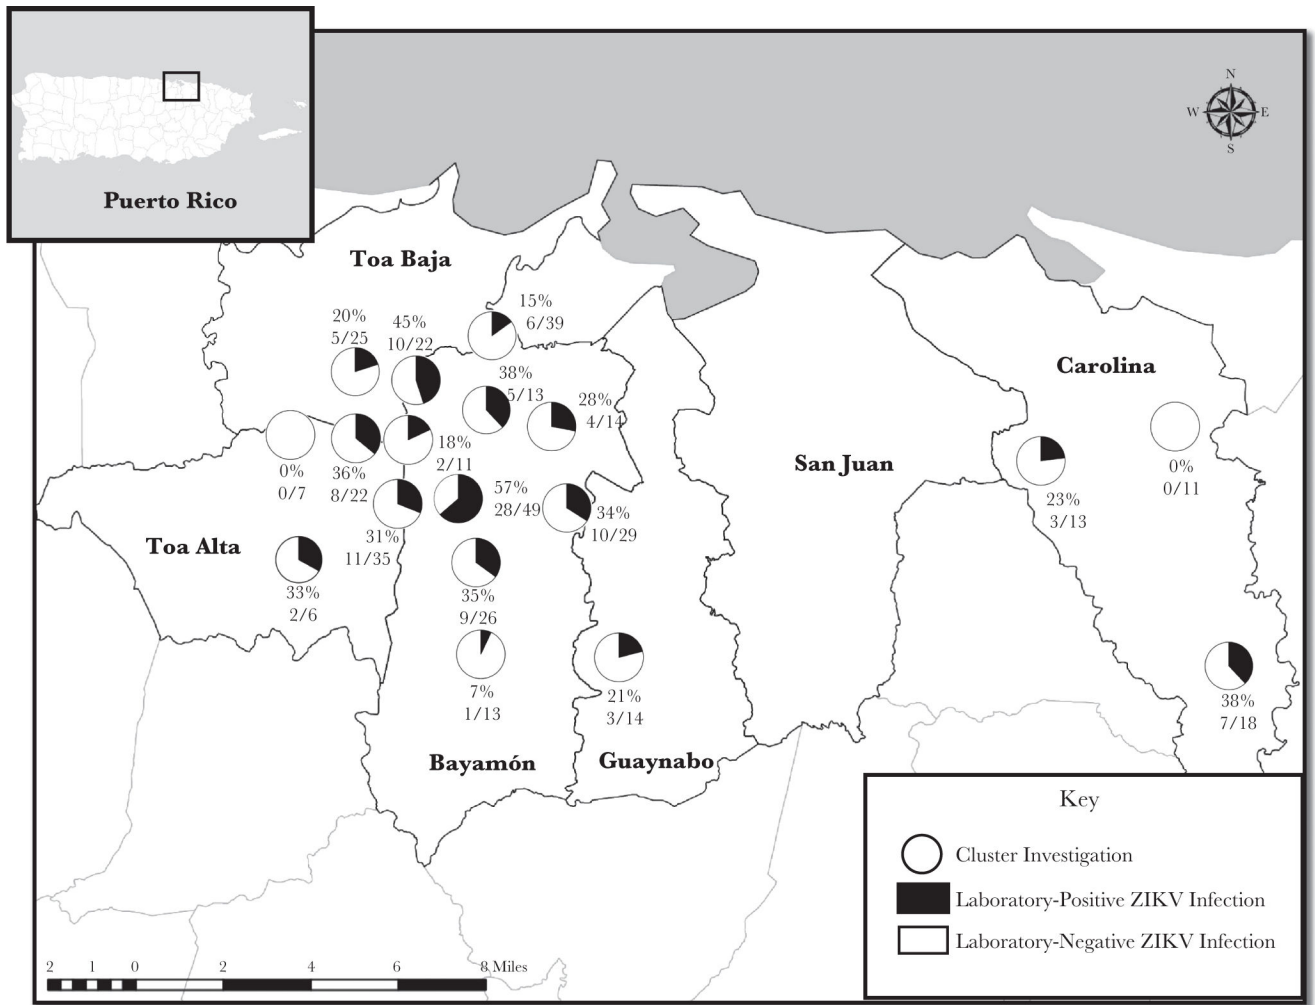 Puerto Rico
N
W E
S
Toa Baja
15%
6/39
20%
5/25
45%
10/22
Carolina
38%
5/13
28%
4/14
18%
2/11
0%
0/7
36%
8/22
San Juan
0%
0/11
57%
28/49
23%
3/13
34%
10/29
31%
11/35
Toa Alta
33%
2/6
35%
9/26
7%
1/13
21%
3/14
38%
7/18
Bayamón
Guaynabo
Key
Cluster Investigation
Laboratory-Positive ZIKV Infection
Laboratory-Negative ZIKV Infection
2 1 0 2 4 6 8 Miles